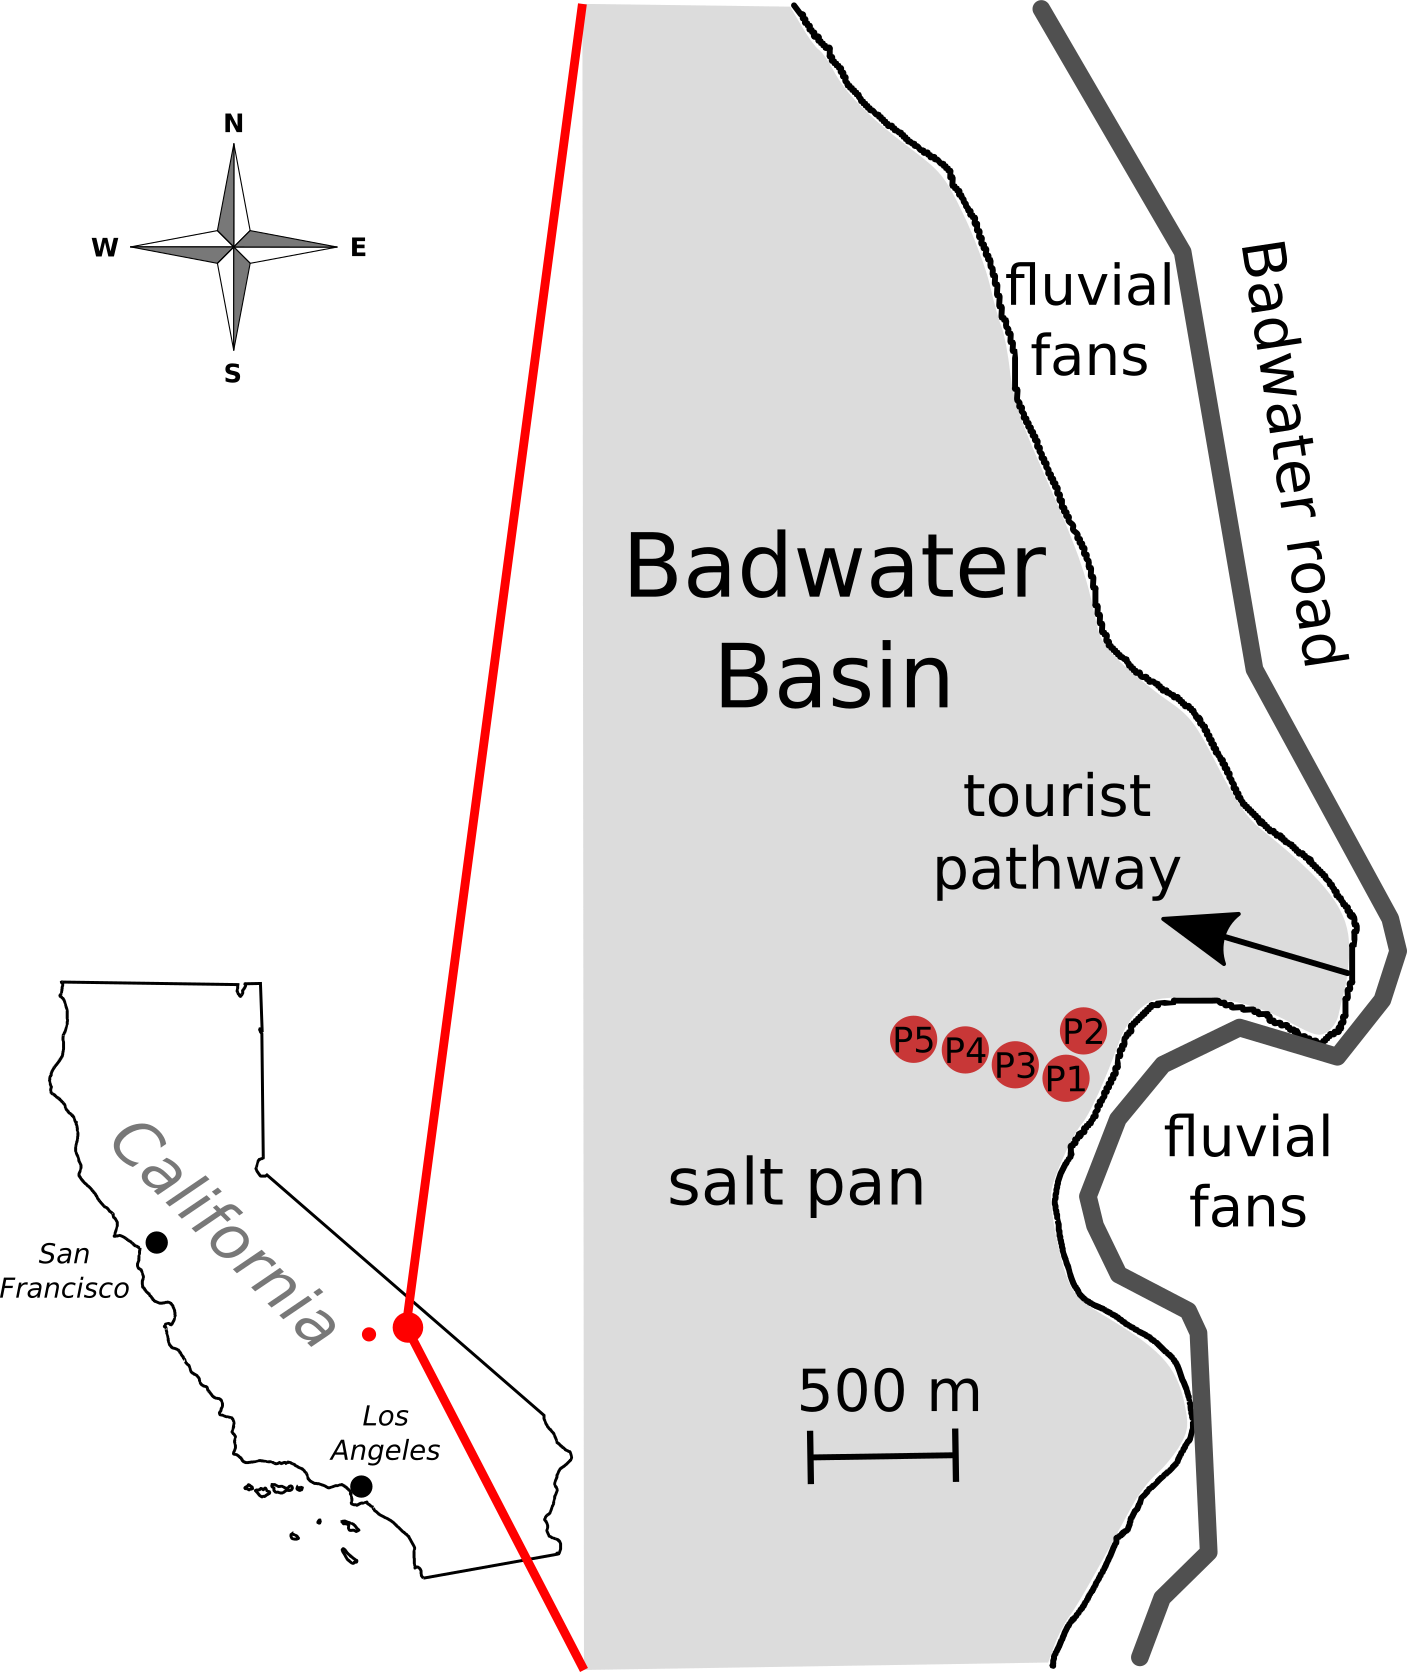 N
W
E
S
fluvial
fans
Badwater road
Badwater
Basin
tourist
pathway
P5
P4
P3
P2
P1
fluvial
fans
salt pan
500 m
California
San
Francisco
Los
Angeles